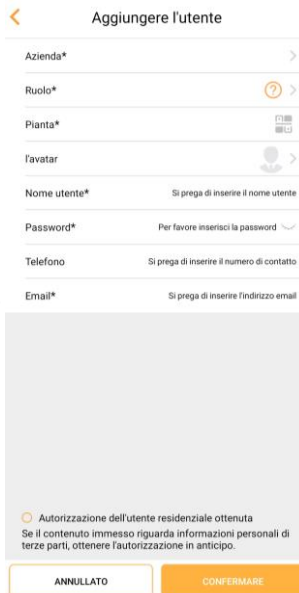 Aggiungere l'utente
Azienda*
Ruolo*
Pianta*
l'avatar
Nome utente* Si prega di inserire il nome utente
Password* Per favore inserisci la password
Telefono Si prega di inserire il numero di contatto
Email* Si prega di inserire l'indirizzo email
Autorizzazione dell'utente residenziale ottenuta
Se il contenuto immesso riguarda informazioni personali di
terze parti, ottenere l'autorizzazione in anticipo.
ANNULLATO CONFERMARE